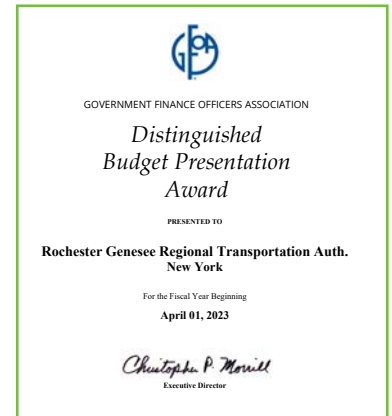 GFOA
GOVERNMENT FINANCE OFFICERS ASSOCIATION
Distinguished
Budget Presentation
Award
PRESENTED TO
Rochester Genesee Regional Transportation Auth.
New York
For the Fiscal Year Beginning
April 01, 2023
Christopher P. Morrill
Executive Director